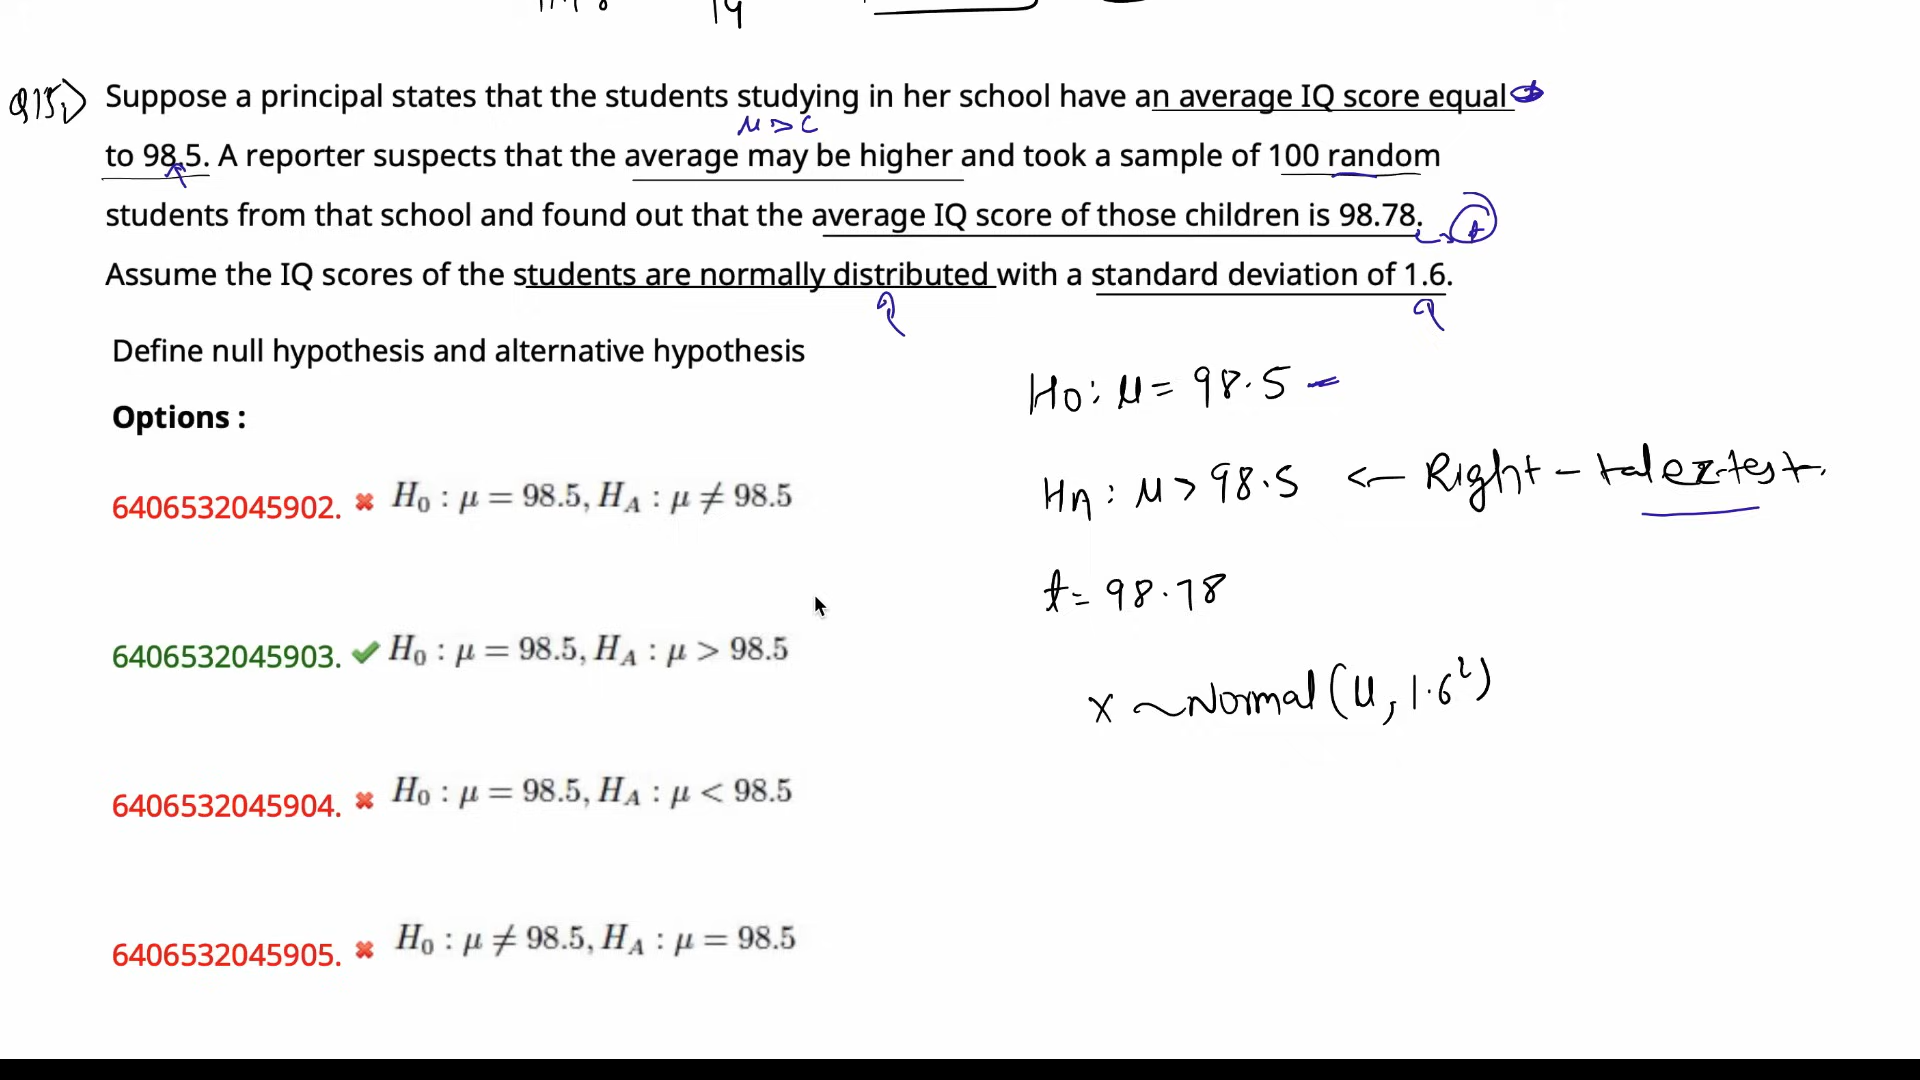 Q15,) Suppose a principal states that the students studying in her school have an average IQ score equal
μ > c
to 98.5. A reporter suspects that the average may be higher and took a sample of 100 random
students from that school and found out that the average IQ score of those children is 98.78.
Assume the IQ scores of the students are normally distributed with a standard deviation of 1.6.
Define null hypothesis and alternative hypothesis
H0: μ = 98.5
Options :
HA : μ > 98.5 ← Right - tale z-test.
6406532045902. ✖ H₀ : μ = 98.5, H_A : μ ≠ 98.5
t = 98.78
6406532045903. ✔ H₀ : μ = 98.5, H_A : μ > 98.5
X ~ Normal (μ, 1.6²)
6406532045904. ✖ H₀ : μ = 98.5, H_A : μ < 98.5
6406532045905. ✖ H₀ : μ ≠ 98.5, H_A : μ = 98.5